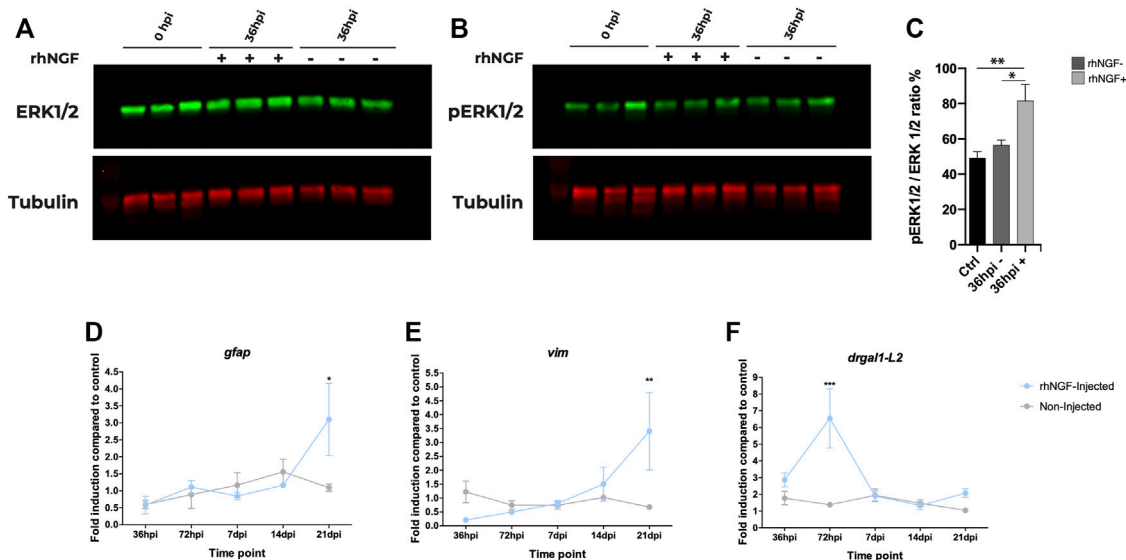 A
0 hpi
36hpi
36hpi
rhNGF
+ + + - - -
ERK1/2
Tubulin
B
0 hpi
36hpi
36hpi
rhNGF
+ + + - - -
pERK1/2
Tubulin
C
rhNGF-
rhNGF+
pERK1/2 / ERK 1/2 ratio %
100
80
60
40
20
0
**
*
Ctrl
36hpi -
36hpi +
D
gfap
Fold induction compared to control
4.5
4.0
3.5
3.0
2.5
2.0
1.5
1.0
0.5
0.0
*
36hpi 72hpi 7dpi 14dpi 21dpi
Time point
E
vim
Fold induction compared to control
5.5
5.0
4.5
4.0
3.5
3.0
2.5
2.0
1.5
1.0
0.5
0.0
**
36hpi 72hpi 7dpi 14dpi 21dpi
Time point
F
drgal1-L2
Fold induction compared to control
9
8
7
6
5
4
3
2
1
0
***
36hpi 72hpi 7dpi 14dpi 21dpi
Time point
rhNGF-Injected
Non-Injected